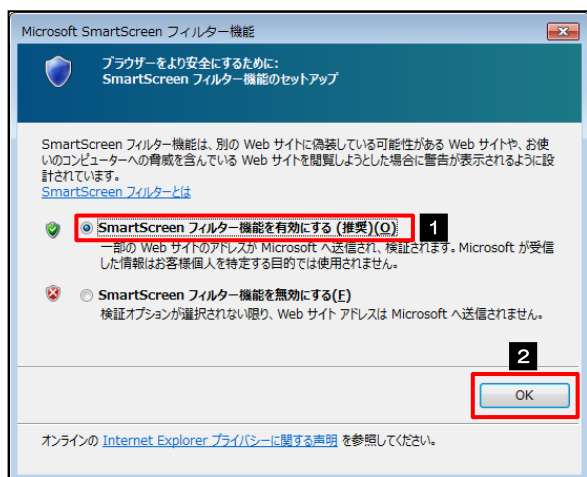 Microsoft SmartScreen フィルター機能
ブラウザーをより安全にするために:
SmartScreen フィルター機能のセットアップ
SmartScreen フィルター機能は、別の Web サイトに偽装している可能性がある Web サイトや、お使
いのコンピューターへの脅威を含んでいる Web サイトを閲覧しようとした場合に警告が表示されるように設
計されています。
SmartScreen フィルターとは
SmartScreen フィルター機能を有効にする (推奨)(O)
1
一部の Web サイトのアドレスが Microsoft へ送信され、検証されます。Microsoft が受信
した情報はお客様個人を特定する目的では使用されません。
SmartScreen フィルター機能を無効にする(F)
検証オプションが選択されない限り、Web サイト アドレスは Microsoft へ送信されません。
2
OK
オンラインの Internet Explorer プライバシーに関する声明 を参照してください。